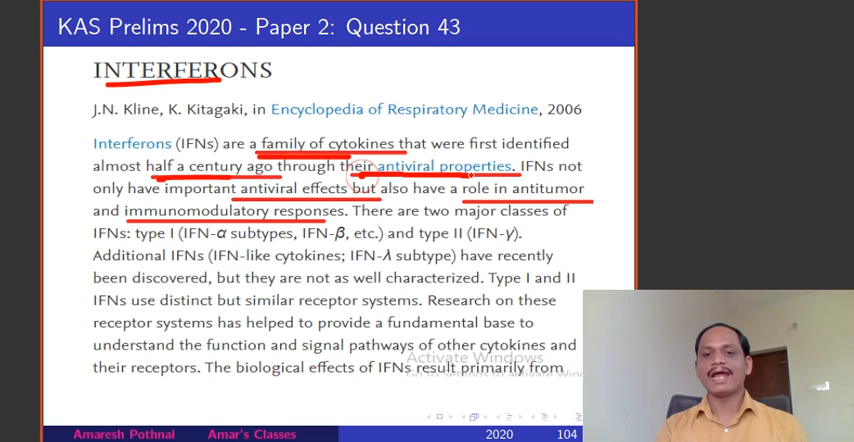 KAS Prelims 2020 - Paper 2: Question 43
INTERFERONS
J.N. Kline, K. Kitagaki, in Encyclopedia of Respiratory Medicine, 2006
Interferons (IFNs) are a family of cytokines that were first identified
almost half a century ago through their antiviral properties. IFNs not
only have important antiviral effects but also have a role in antitumor
and immunomodulatory responses. There are two major classes of
IFNs: type I (IFN-α subtypes, IFN-β, etc.) and type II (IFN-γ).
Additional IFNs (IFN-like cytokines; IFN-λ subtype) have recently
been discovered, but they are not as well characterized. Type I and II
IFNs use distinct but similar receptor systems. Research on these
receptor systems has helped to provide a fundamental base to
understand the function and signal pathways of other cytokines and
Activate Windows
their receptors. The biological effects of IFNs result primarily from
Go to Settings to activate
Amaresh Pothnal Amar's Classes 2020 104